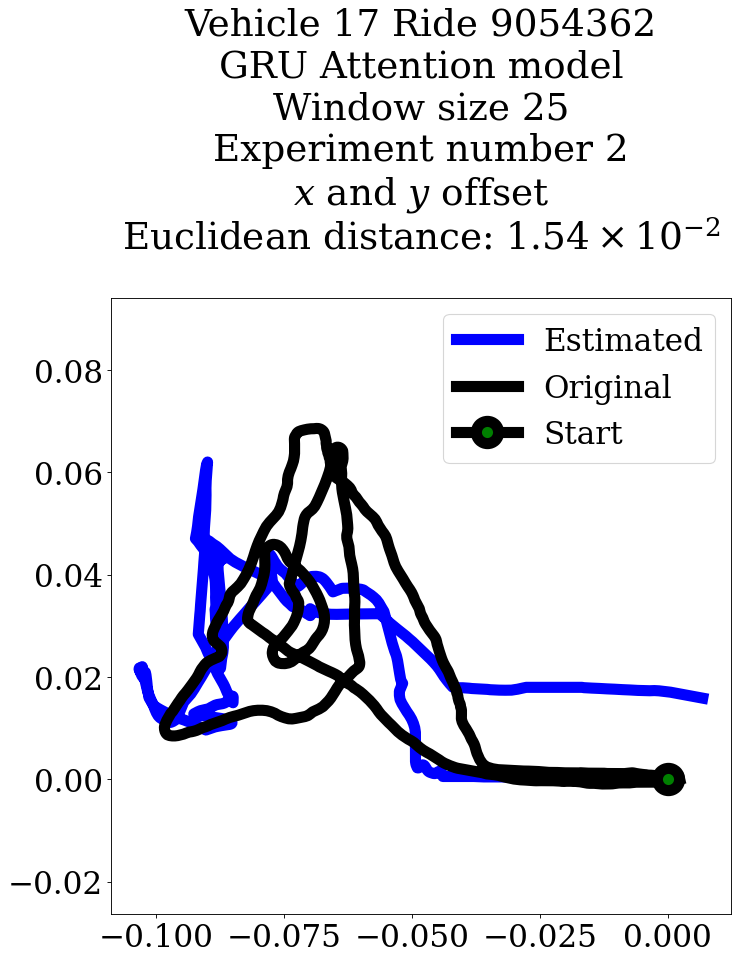 Vehicle 17 Ride 9054362
GRU Attention model
Window size 25
Experiment number 2
x and y offset
Euclidean distance: 1.54 × 10⁻²
Estimated
Original
Start
0.08
0.06
0.04
0.02
0.00
−0.02
−0.100 −0.075 −0.050 −0.025 0.000